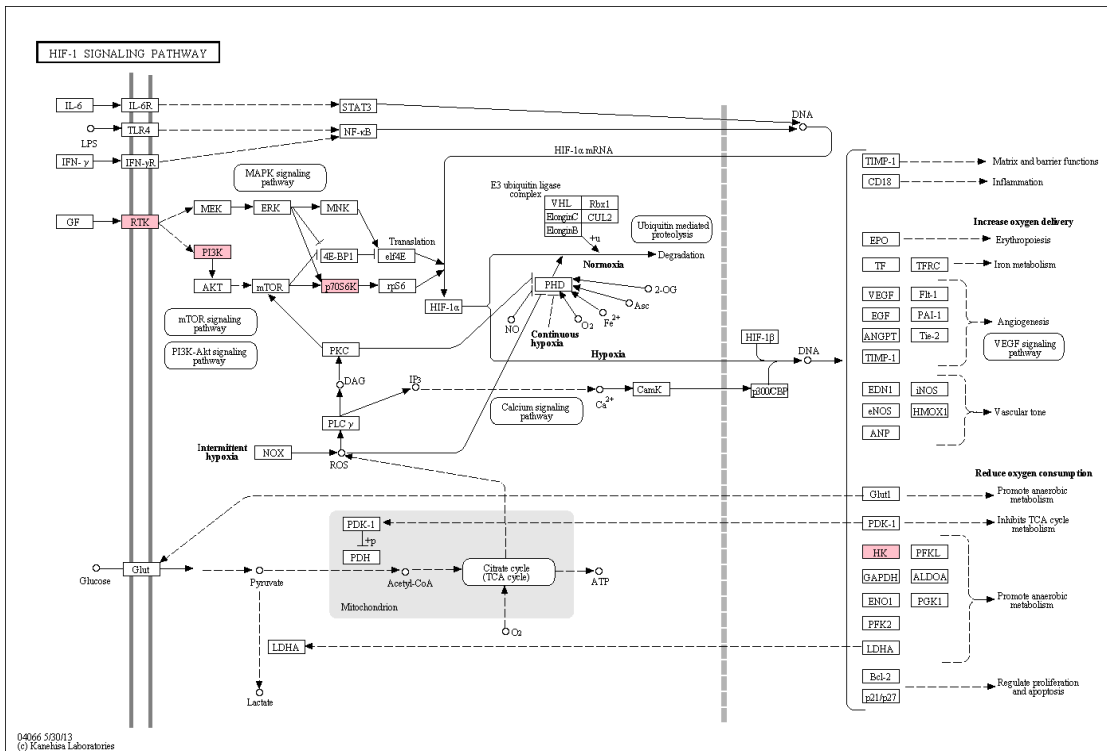 HIF-1 SIGNALING PATHWAY
IL-6
IL-6R
STAT3
DNA
LPS
TLR4
NF-κB
IFN-γ
IFN-γR
HIF-1α mRNA
MAPK signaling
pathway
E3 ubiquitin ligase
complex
VHL
Rbx1
ElonginC
CUL2
ElonginB
+u
Ubiquitin mediated
proteolysis
GF
RTK
MEK
ERK
MNK
Translation
PI3K
4E-BP1
elf4E
Normoxia
Degradation
AKT
mTOR
p70S6K
rpS6
HIF-1α
PHD
2-OG
Asc
Fe2+
O2
NO
Continuous
hypoxia
mTOR signaling
pathway
PI3K-Akt signaling
pathway
PKC
Hypoxia
HIF-1β
DNA
DAG
IP3
Ca2+
CamK
p300/CBP
Calcium signaling
pathway
PLCγ
Intermittent
hypoxia
NOX
ROS
PDK-1
+p
PDH
Glucose
Glut
Pyruvate
Acetyl-CoA
Citrate cycle
(TCA cycle)
ATP
Mitochondrion
O2
LDHA
Lactate
TIMP-1
Matrix and barrier functions
CD18
Inflammation
Increase oxygen delivery
EPO
Erythropoiesis
TF
TFRC
Iron metabolism
VEGF
Flt-1
EGF
PAI-1
Angiogenesis
ANGPT
Tie-2
VEGF signaling
pathway
TIMP-1
EDN1
iNOS
eNOS
HMOX1
Vascular tone
ANP
Reduce oxygen consumption
Glut1
Promote anaerobic
metabolism
PDK-1
Inhibits TCA cycle
metabolism
HK
PFKL
GAPDH
ALDOA
ENO1
PGK1
Promote anaerobic
metabolism
PFK2
LDHA
Bcl-2
p21/p27
Regulate proliferation
and apoptosis
04066 5/30/13
(c) Kanehisa Laboratories